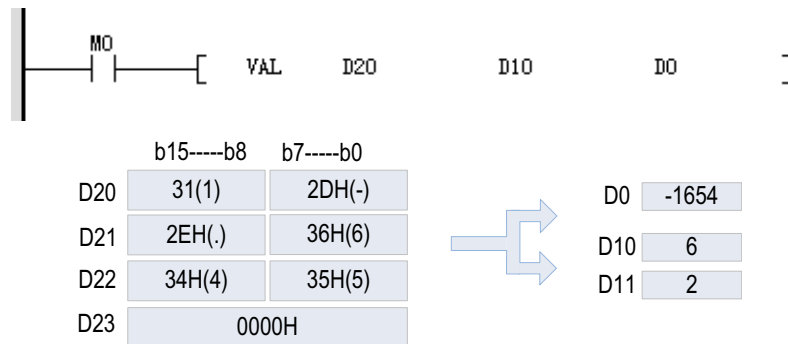 M0
VAL D20 D10 D0
b15-----b8 b7-----b0
D20 31(1) 2DH(-) D0 -1654
D21 2EH(.) 36H(6) D10 6
D22 34H(4) 35H(5) D11 2
D23 0000H